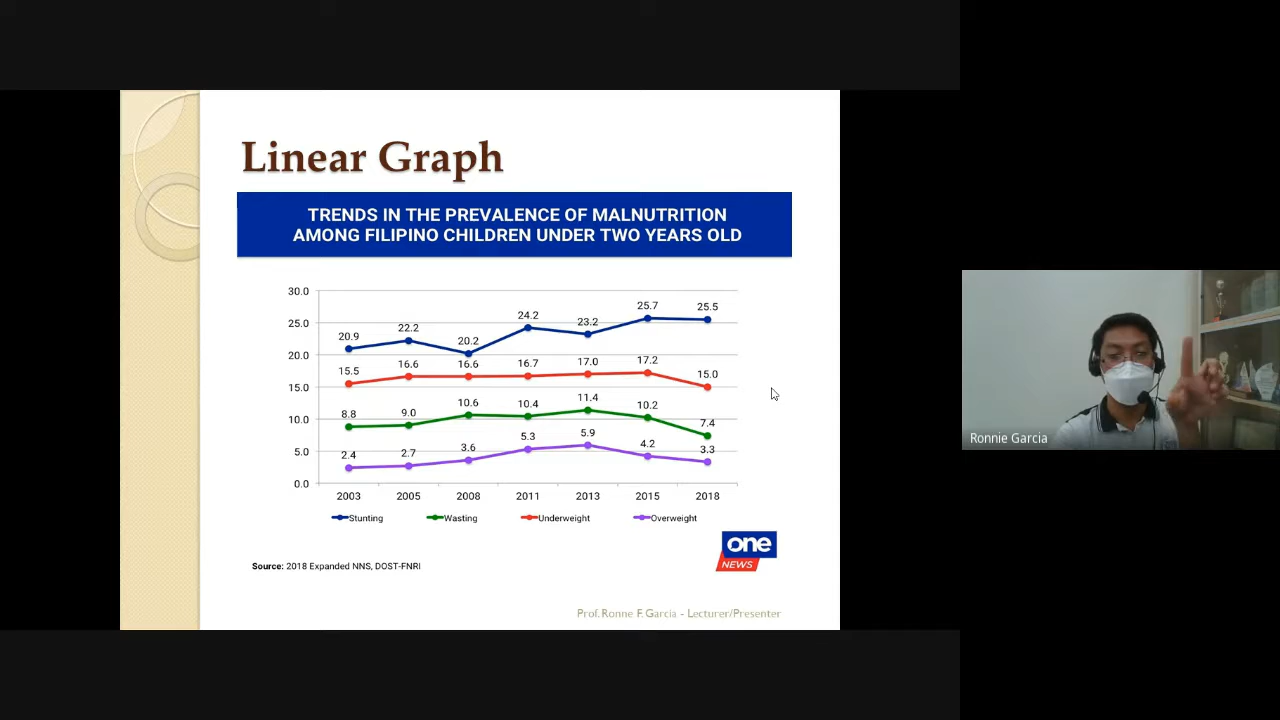 Linear Graph
TRENDS IN THE PREVALENCE OF MALNUTRITION
AMONG FILIPINO CHILDREN UNDER TWO YEARS OLD
30.0
25.0
20.0
15.0
10.0
5.0
0.0
20.9 22.2 20.2 24.2 23.2 25.7 25.5
15.5 16.6 16.6 16.7 17.0 17.2 15.0
8.8 9.0 10.6 10.4 11.4 10.2 7.4
2.4 2.7 3.6 5.3 5.9 4.2 3.3
2003 2005 2008 2011 2013 2015 2018
Stunting Wasting Underweight Overweight
one
NEWS
Source: 2018 Expanded NNS, DOST-FNRI
Prof. Ronne F. Garcia - Lecturer/Presenter
Ronnie Garcia